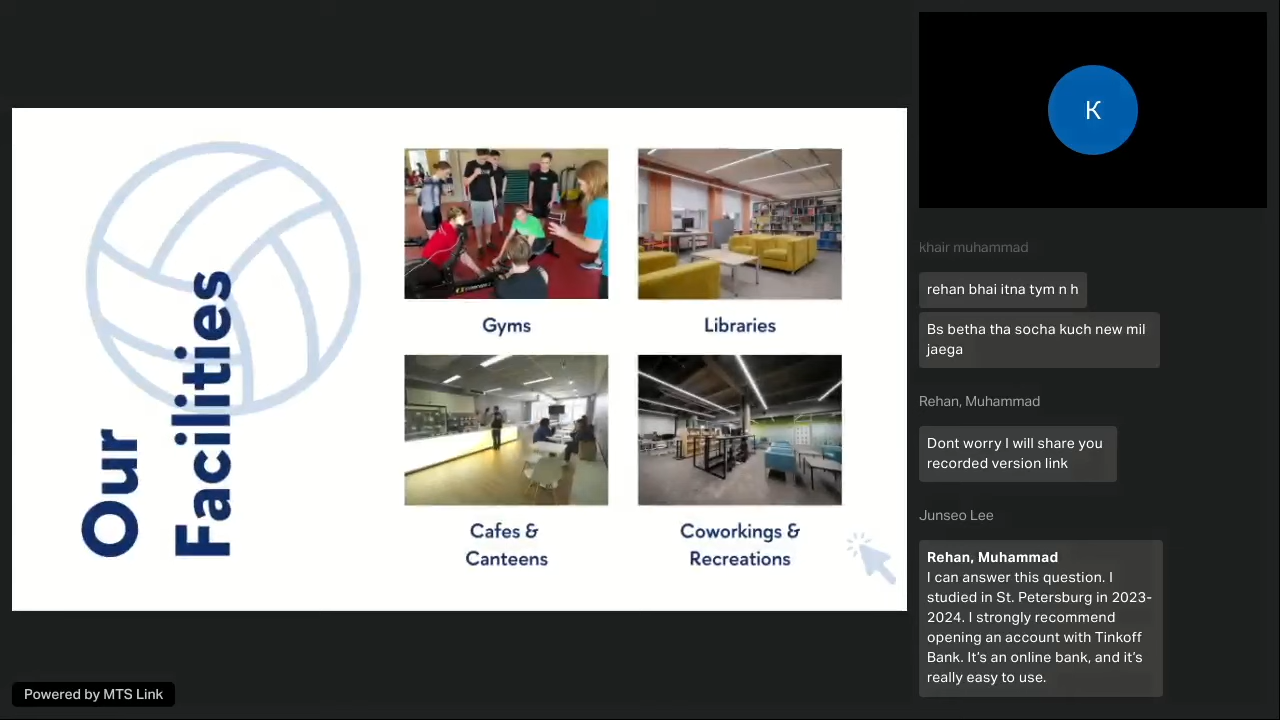 Our
Facilities
Gyms
Libraries
Cafes &
Canteens
Coworkings &
Recreations
Powered by MTS Link
K
khair muhammad
rehan bhai itna tym n h
Bs betha tha socha kuch new mil
jaega
Rehan, Muhammad
Dont worry I will share you
recorded version link
Junseo Lee
Rehan, Muhammad
I can answer this question. I
studied in St. Petersburg in 2023-
2024. I strongly recommend
opening an account with Tinkoff
Bank. It’s an online bank, and it’s
really easy to use.